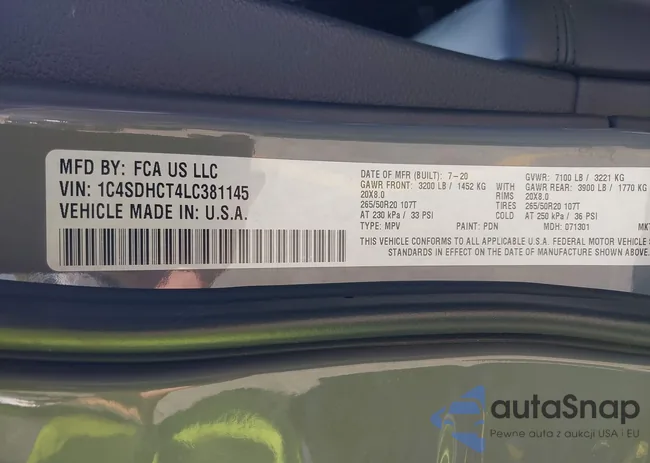 MFD BY: FCA US LLC
VIN: 1C4SDHCT4LC381145
VEHICLE MADE IN: U.S.A.
DATE OF MFR (BUILT): 7-20
GAWR FRONT: 3200 LB / 1452 KG
20X8.0
265/50R20 107T
AT 230 kPa / 33 PSI
TYPE: MPV
PAINT: PDN
MDH: 071301
MKT
RIMS
TYRES
RIMS
COLD
GVWR: 7100 LB / 3221 KG
GAWR REAR: 3900 LB / 1770 KG
20X8.0
265/50R20 107T
AT 250 kPa / 36 PSI
THIS VEHICLE CONFORMS TO ALL APPLICABLE U.S.A. FEDERAL MOTOR VEHICLE
STANDARDS IN EFFECT ON THE DATE OF MANUFACTURE SHOWN ABOVE.
autaSnap
Pewne auta z aukcji USA i EU